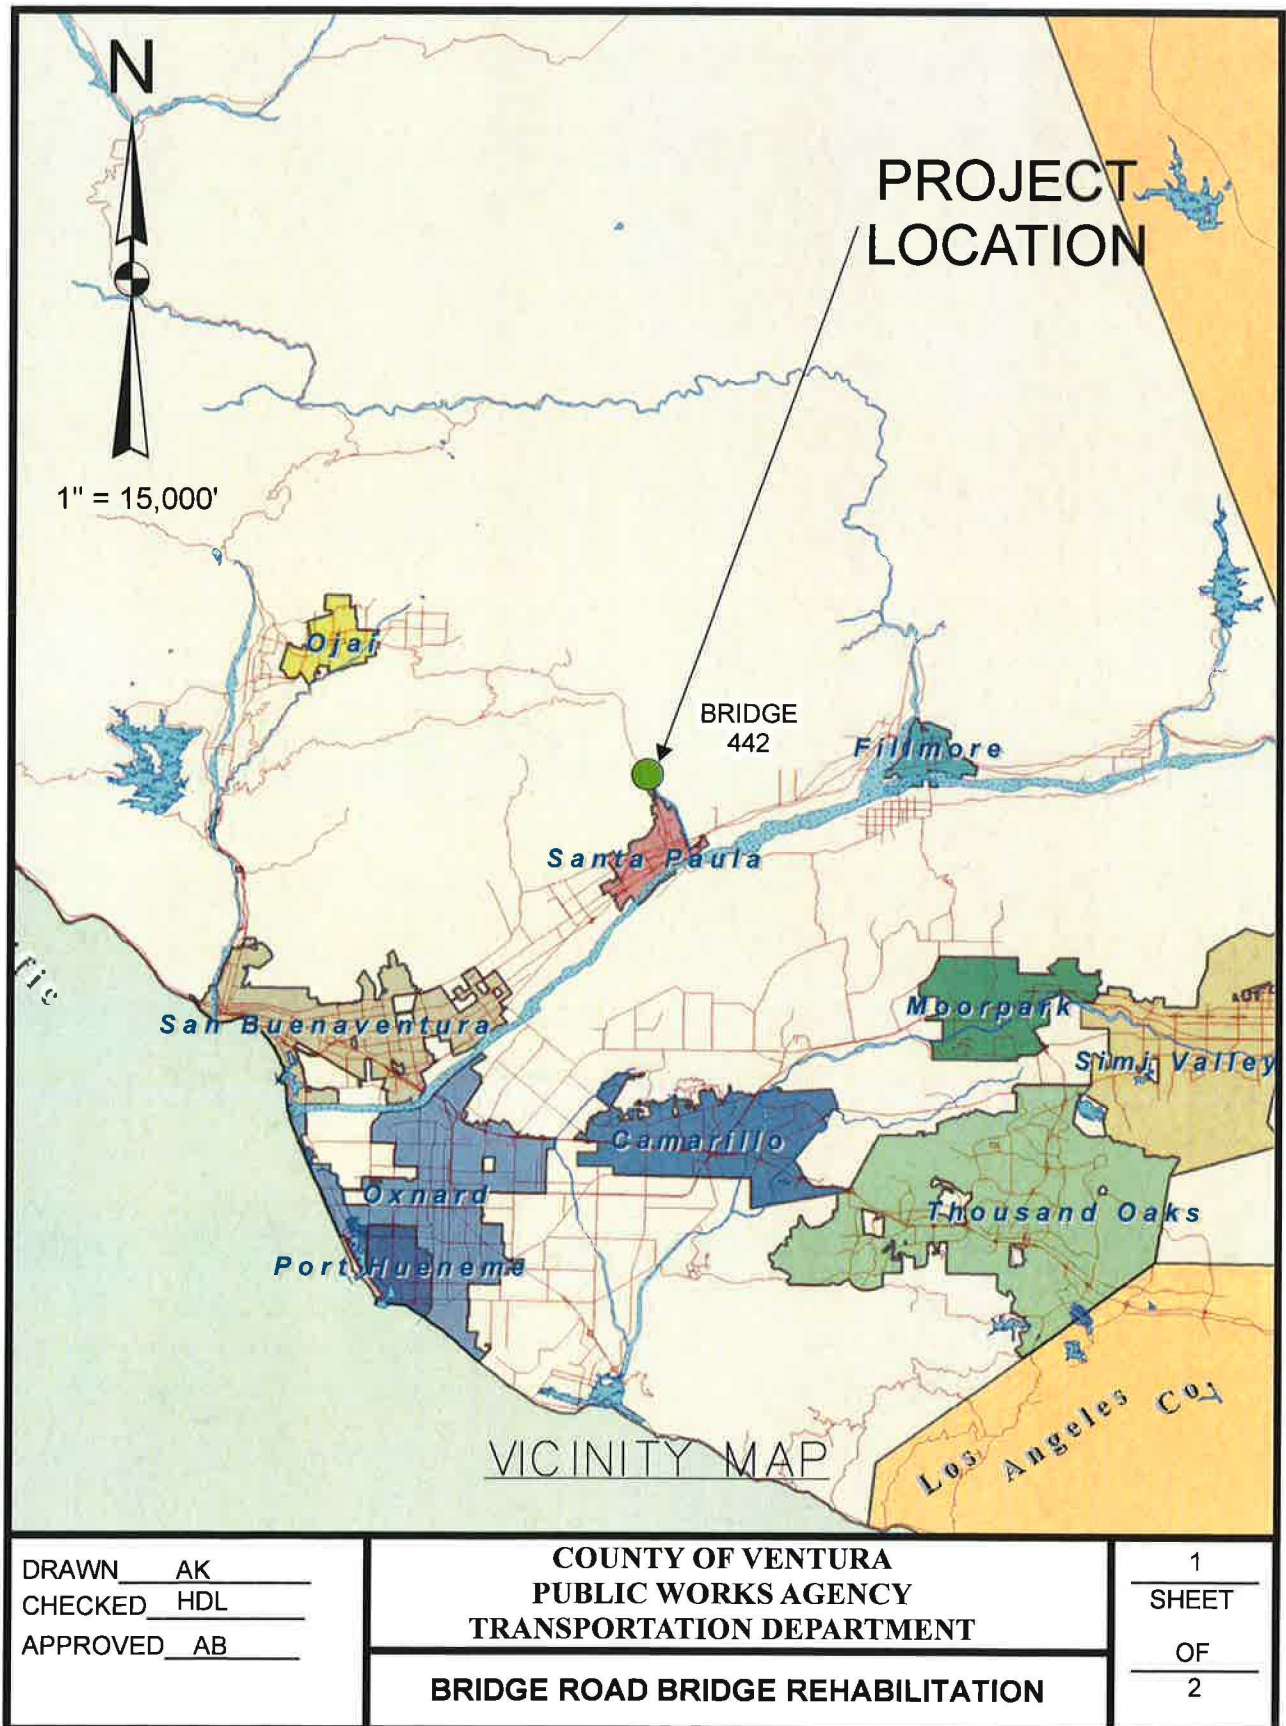 N
PROJECT
LOCATION
1" = 15,000'
Ojai
BRIDGE
442
Fillmore
Santa Paula
fic
Moorpark
San Buenaventura
Simi Valley
Camarillo
Oxnard
Thousand Oaks
Port Hueneme
Los Angeles Co.
VICINITY MAP
DRAWN AK
CHECKED HDL
APPROVED AB
COUNTY OF VENTURA
PUBLIC WORKS AGENCY
TRANSPORTATION DEPARTMENT
BRIDGE ROAD BRIDGE REHABILITATION
1
SHEET
OF
2